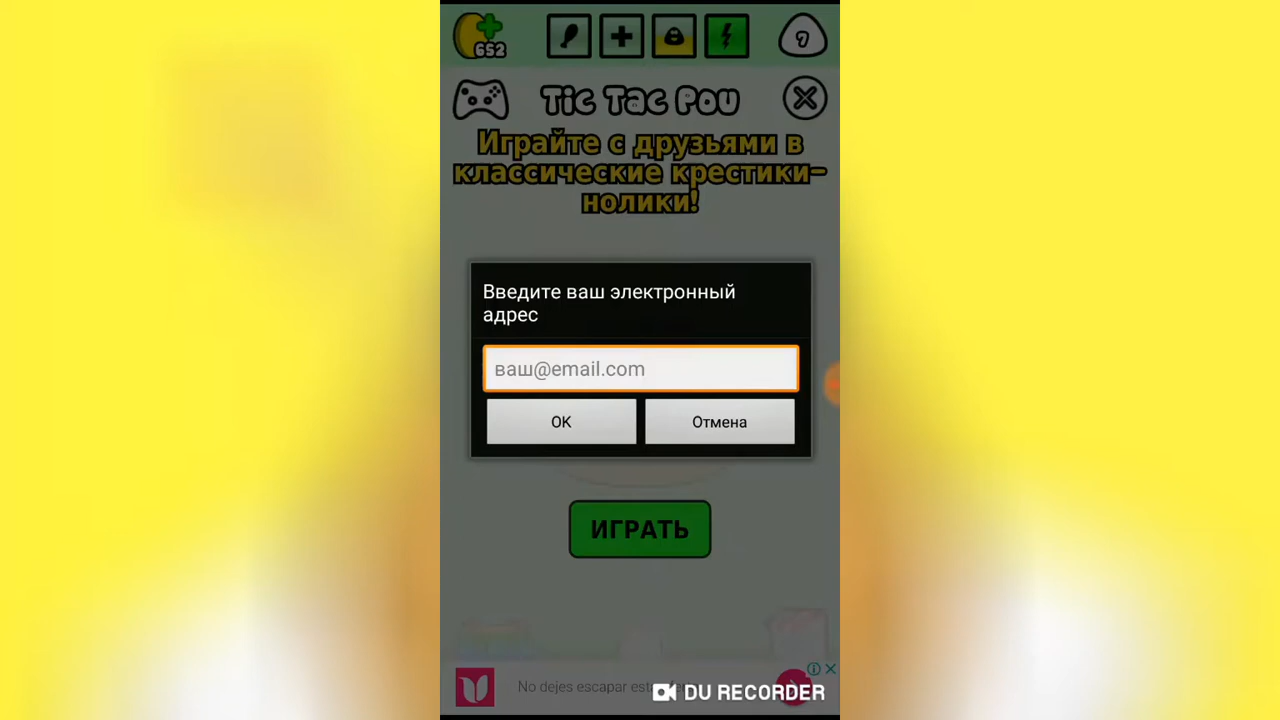 652
7
Tic Tac Pou
Играйте с друзьями в
классические крестики-
нолики!
Введите ваш электронный
адрес
ваш@email.com
OK
Отмена
ИГРАТЬ
No dejes escapar
DU RECORDER